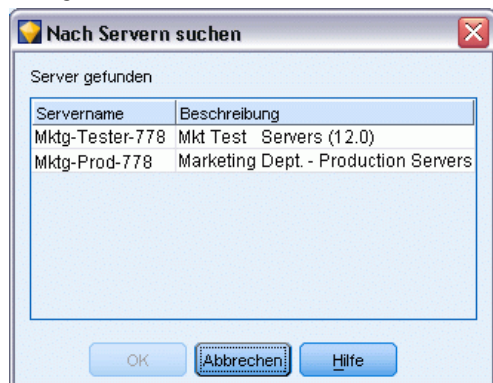 Nach Servern suchen
Server gefunden
Servername Beschreibung
Mktg-Tester-778 Mkt Test Servers (12.0)
Mktg-Prod-778 Marketing Dept. - Production Servers
OK Abbrechen Hilfe